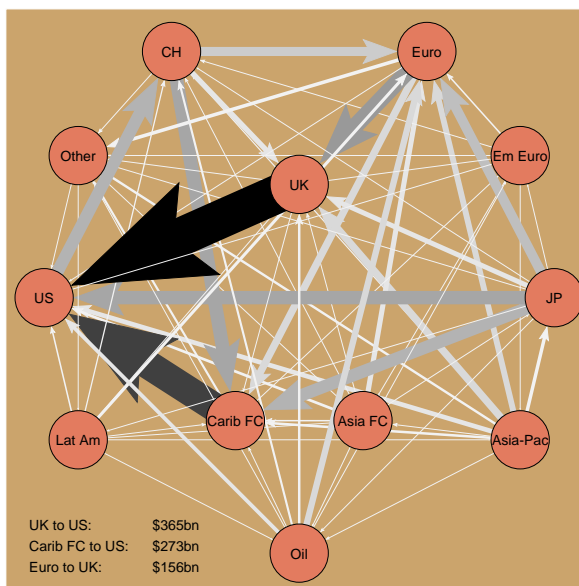 CH
Euro
Other
Em Euro
UK
US
JP
Lat Am
Carib FC
Asia FC
Asia-Pac
Oil
UK to US: $365bn
Carib FC to US: $273bn
Euro to UK: $156bn